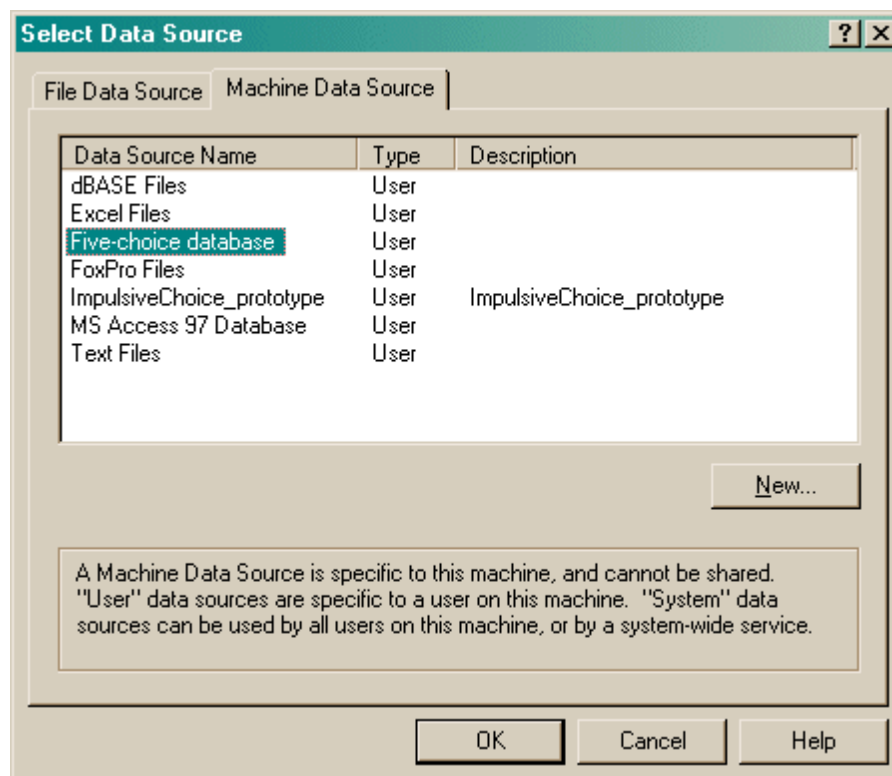 Select Data Source
?
File Data Source Machine Data Source
Data Source Name Type Description
dBASE Files User
Excel Files User
Five-choice database User
FoxPro Files User
ImpulsiveChoice_prototype User ImpulsiveChoice_prototype
MS Access 97 Database User
Text Files User
New...
A Machine Data Source is specific to this machine, and cannot be shared.
"User" data sources are specific to a user on this machine. "System" data
sources can be used by all users on this machine, or by a system-wide service.
OK Cancel Help